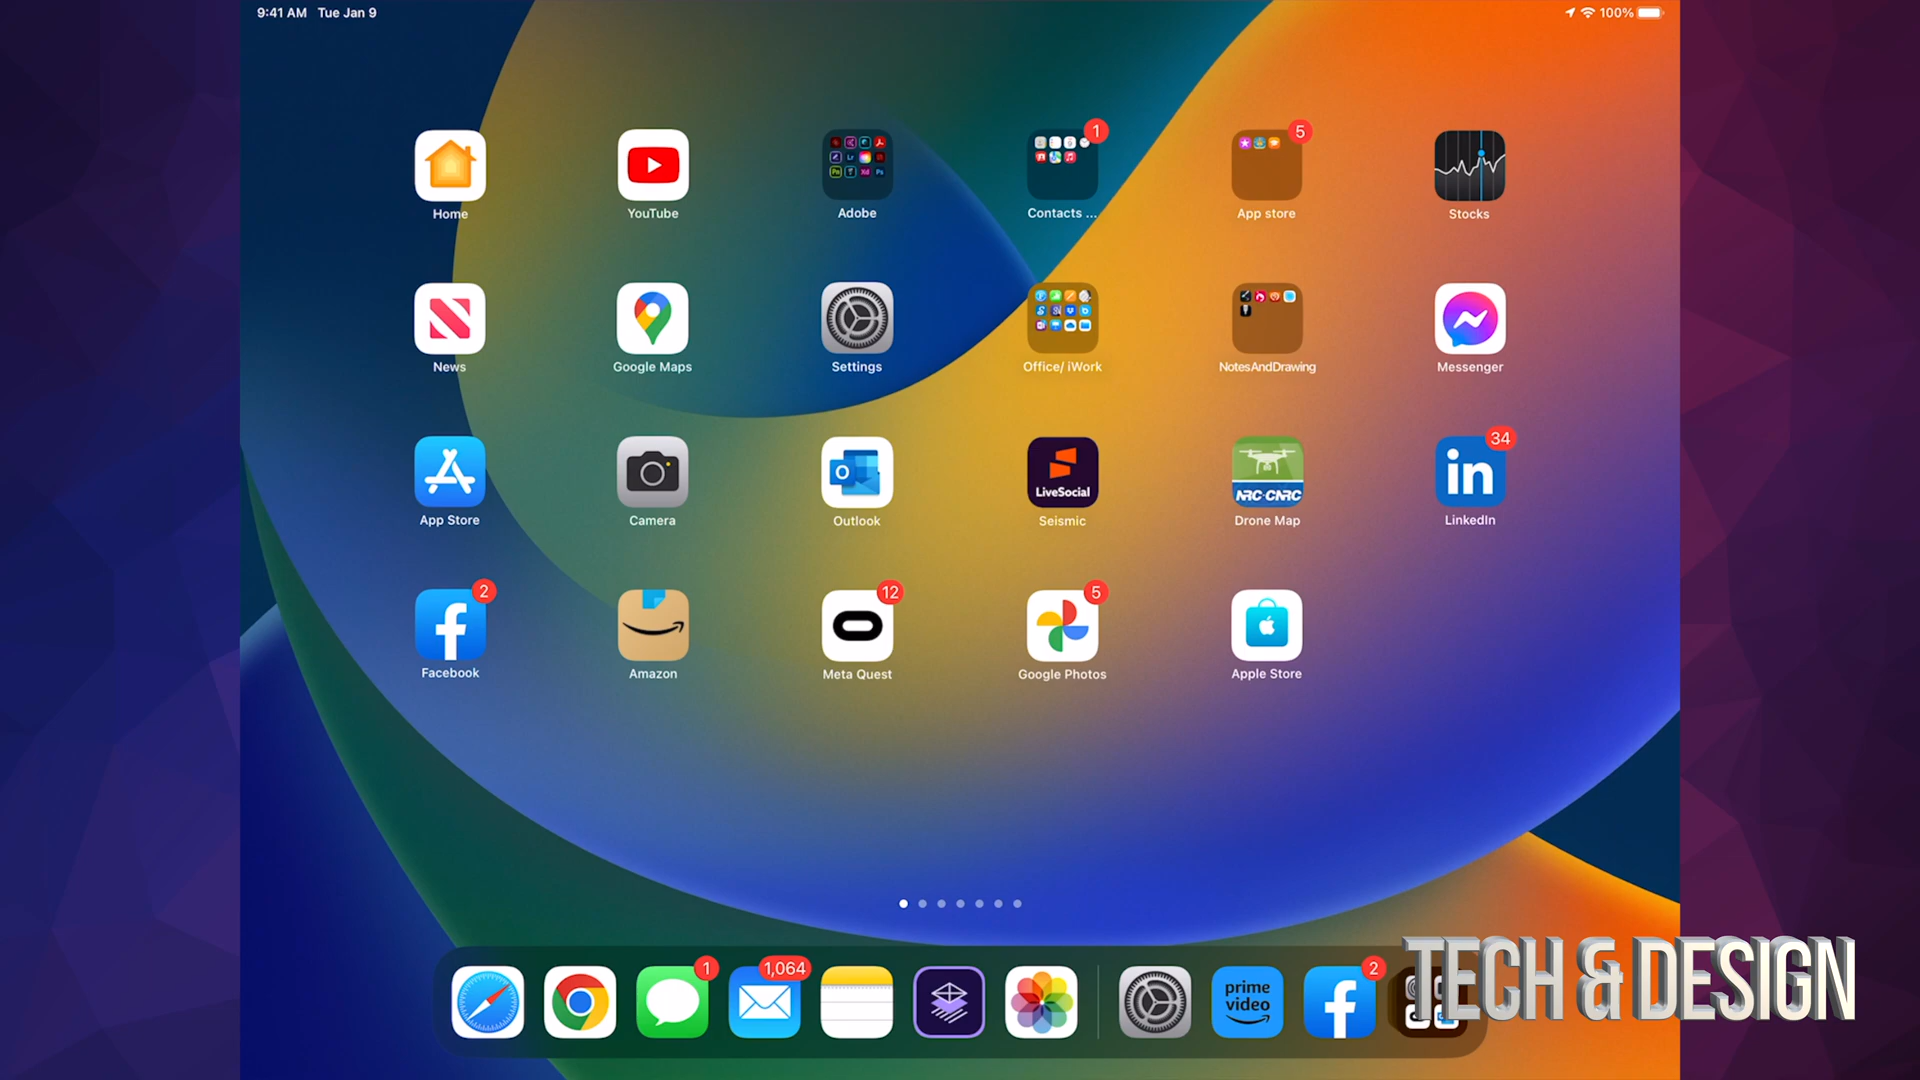 9:41 AM Tue Jan 9
100%
1
5
Home
YouTube
Adobe
Contacts ...
App store
Stocks
News
Google Maps
Settings
Office/ iWork
NotesAndDrawing
Messenger
34
LiveSocial
NRC·CNRC
in
App Store
Camera
Outlook
Seismic
Drone Map
LinkedIn
2
12
5
Facebook
Amazon
Meta Quest
Google Photos
Apple Store
1
1,064
2
prime
video
TECH & DESIGN